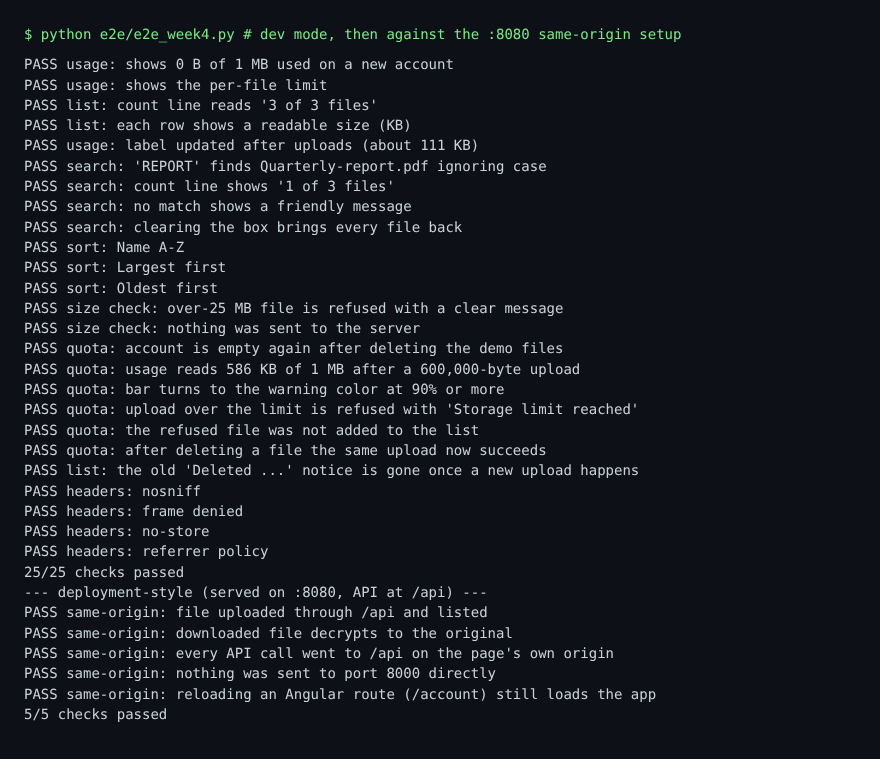 $ python e2e/e2e_week4.py # dev mode, then against the :8080 same-origin setup
PASS usage: shows 0 B of 1 MB used on a new account
PASS usage: shows the per-file limit
PASS list: count line reads '3 of 3 files'
PASS list: each row shows a readable size (KB)
PASS usage: label updated after uploads (about 111 KB)
PASS search: 'REPORT' finds Quarterly-report.pdf ignoring case
PASS search: count line shows '1 of 3 files'
PASS search: no match shows a friendly message
PASS search: clearing the box brings every file back
PASS sort: Name A-Z
PASS sort: Largest first
PASS sort: Oldest first
PASS size check: over-25 MB file is refused with a clear message
PASS size check: nothing was sent to the server
PASS quota: account is empty again after deleting the demo files
PASS quota: usage reads 586 KB of 1 MB after a 600,000-byte upload
PASS quota: bar turns to the warning color at 90% or more
PASS quota: upload over the limit is refused with 'Storage limit reached'
PASS quota: the refused file was not added to the list
PASS quota: after deleting a file the same upload now succeeds
PASS list: the old 'Deleted ...' notice is gone once a new upload happens
PASS headers: nosniff
PASS headers: frame denied
PASS headers: no-store
PASS headers: referrer policy
25/25 checks passed
--- deployment-style (served on :8080, API at /api) ---
PASS same-origin: file uploaded through /api and listed
PASS same-origin: downloaded file decrypts to the original
PASS same-origin: every API call went to /api on the page's own origin
PASS same-origin: nothing was sent to port 8000 directly
PASS same-origin: reloading an Angular route (/account) still loads the app
5/5 checks passed